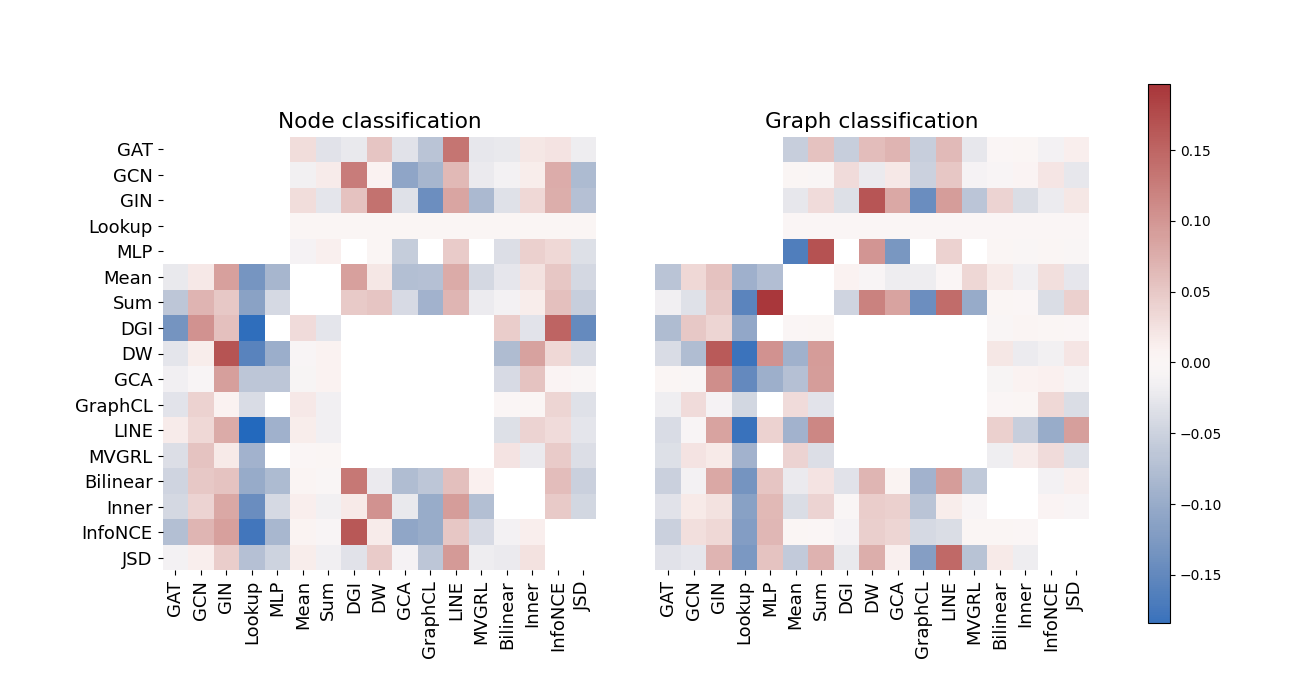 Node classification
Graph classification
GAT
GCN
GIN
Lookup
MLP
Mean
Sum
DGI
DW
GCA
GraphCL
LINE
MVGRL
Bilinear
Inner
InfoNCE
JSD
GAT
GCN
GIN
Lookup
MLP
Mean
Sum
DGI
DW
GCA
GraphCL
LINE
MVGRL
Bilinear
Inner
InfoNCE
JSD
GAT
GCN
GIN
Lookup
MLP
Mean
Sum
DGI
DW
GCA
GraphCL
LINE
MVGRL
Bilinear
Inner
InfoNCE
JSD
0.15
0.10
0.05
0.00
−0.05
−0.10
−0.15